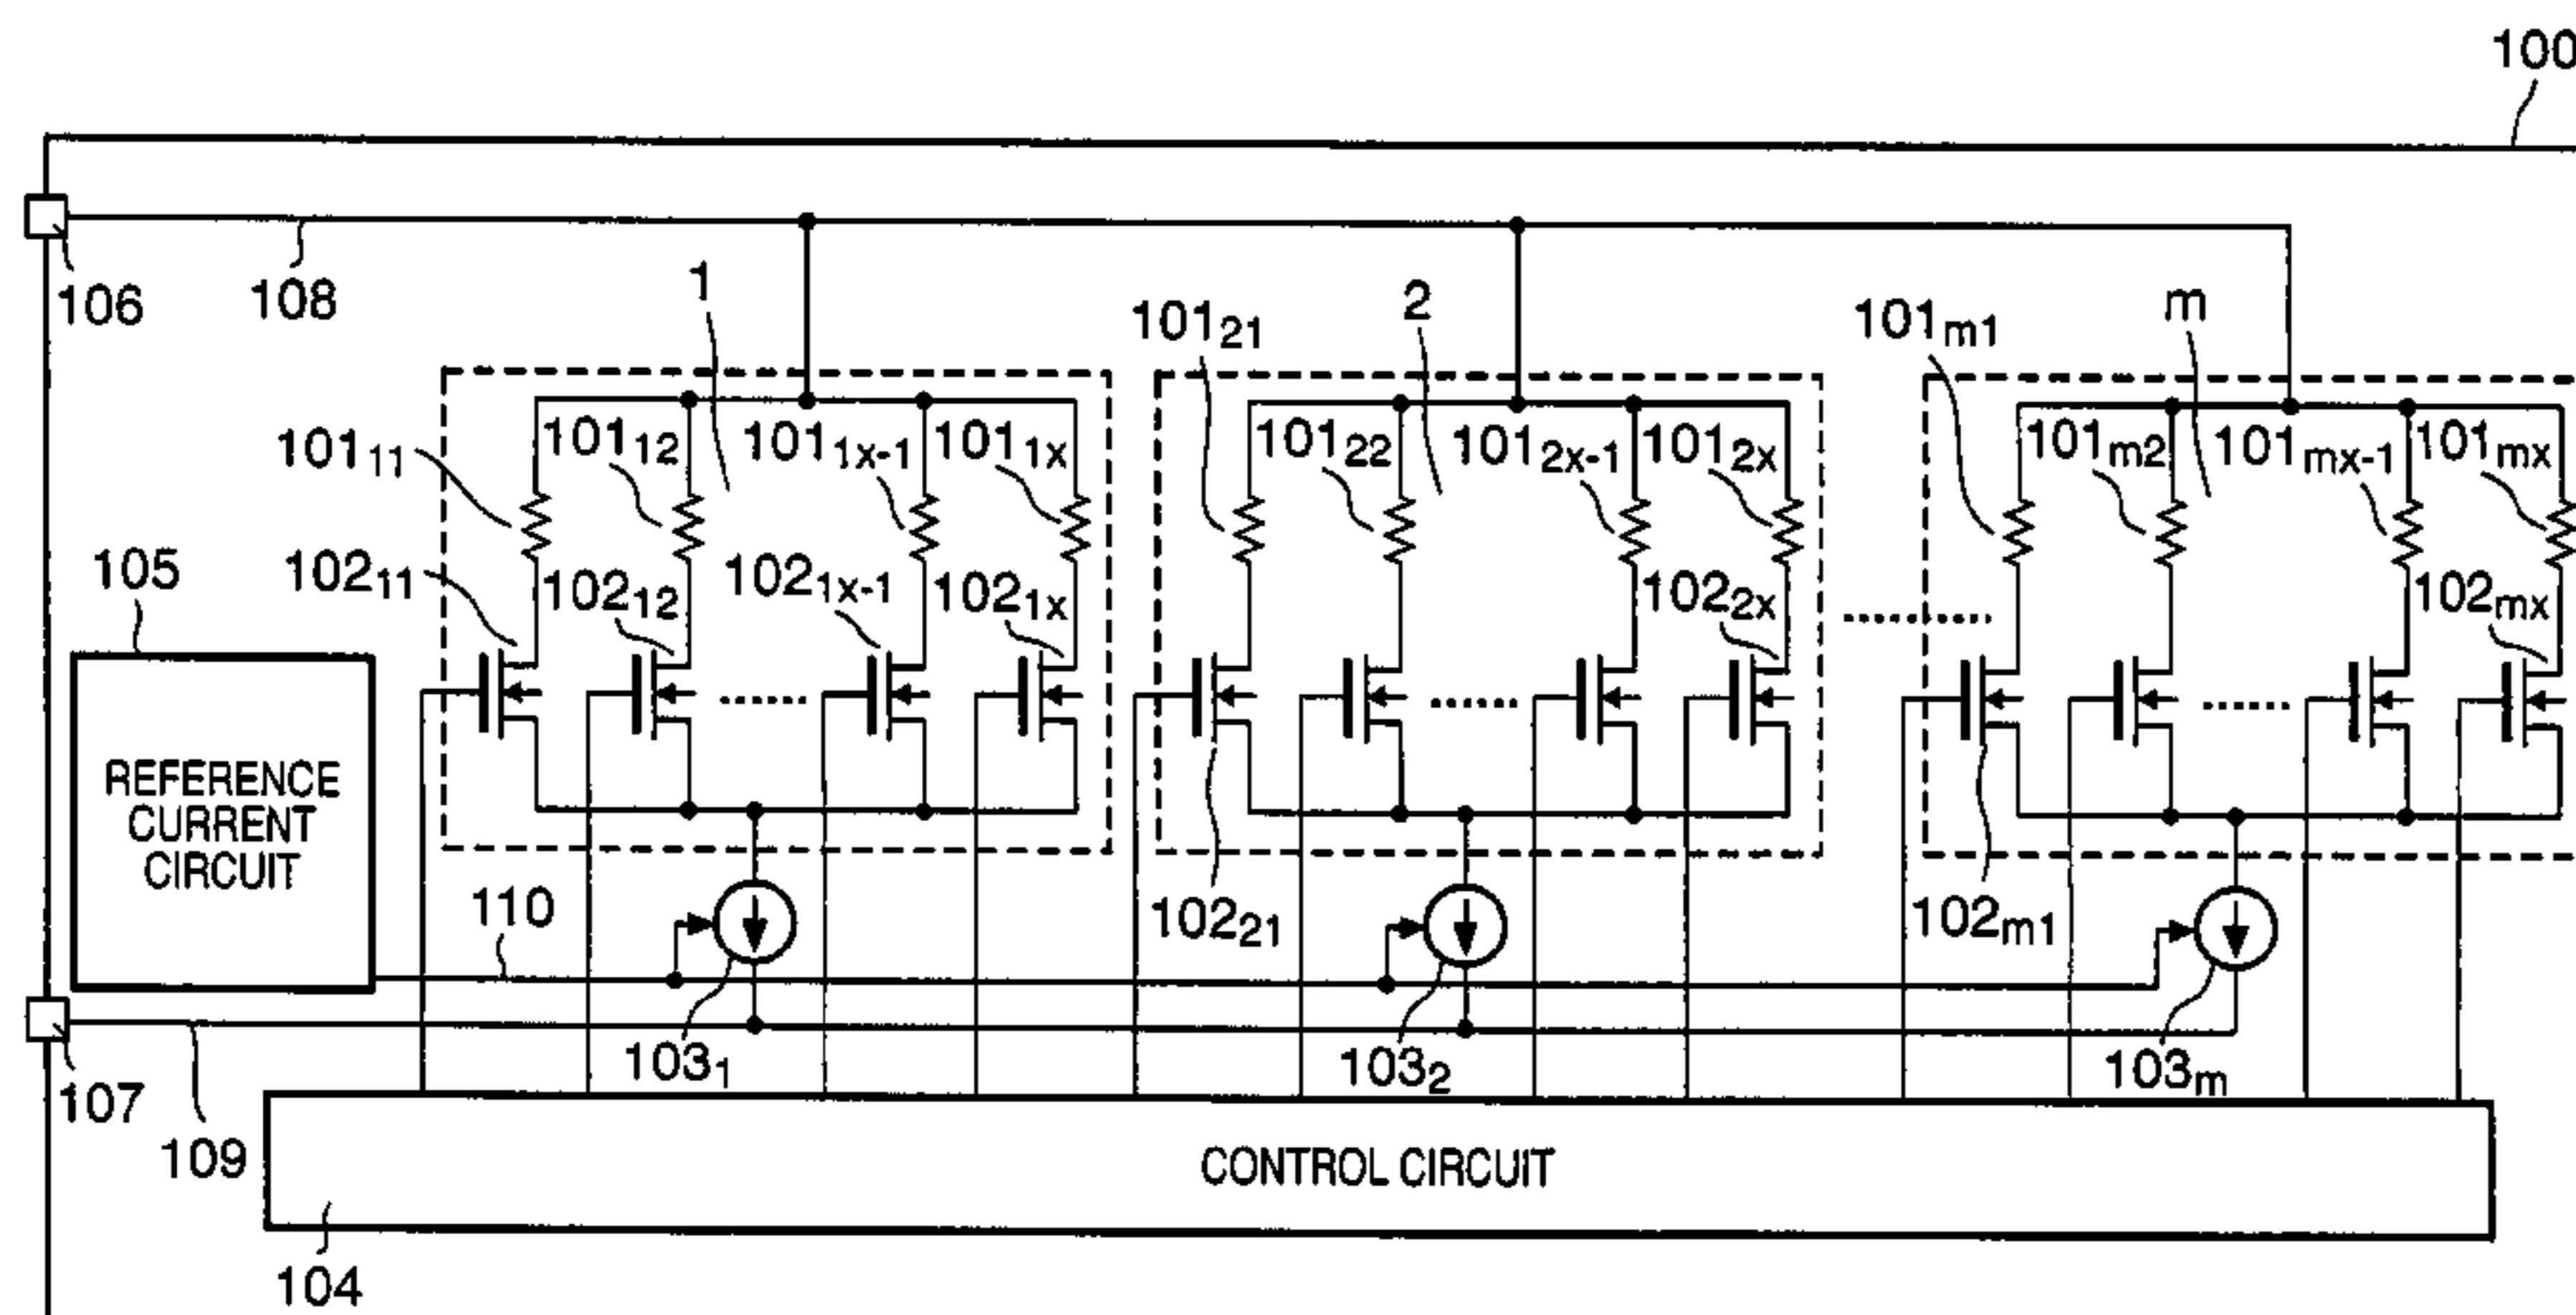 100
106
108
1
101₂₁
2
101ₘ₁
m
101₁₁
101₁₂
101₁ₓ₋₁
101₁ₓ
101₂₂
101₂ₓ₋₁
101₂ₓ
101ₘ₂
101ₘₓ₋₁
101ₘₓ
105
102₁₁
102₁₂
102₁ₓ₋₁
102₁ₓ
102₂ₓ
102ₘₓ
REFERENCE
CURRENT
CIRCUIT
110
102₂₁
102ₘ₁
103₁
103₂
103ₘ
107
109
CONTROL CIRCUIT
104